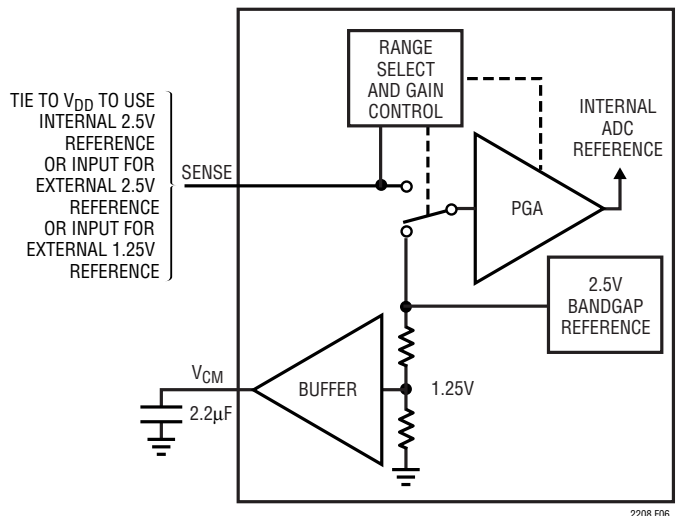 RANGE
SELECT
AND GAIN
CONTROL
TIE TO VDD TO USE
INTERNAL 2.5V
REFERENCE
OR INPUT FOR
EXTERNAL 2.5V
REFERENCE
OR INPUT FOR
EXTERNAL 1.25V
REFERENCE
SENSE
INTERNAL
ADC
REFERENCE
PGA
2.5V
BANDGAP
REFERENCE
VCM
BUFFER
1.25V
2.2µF
2208 F06